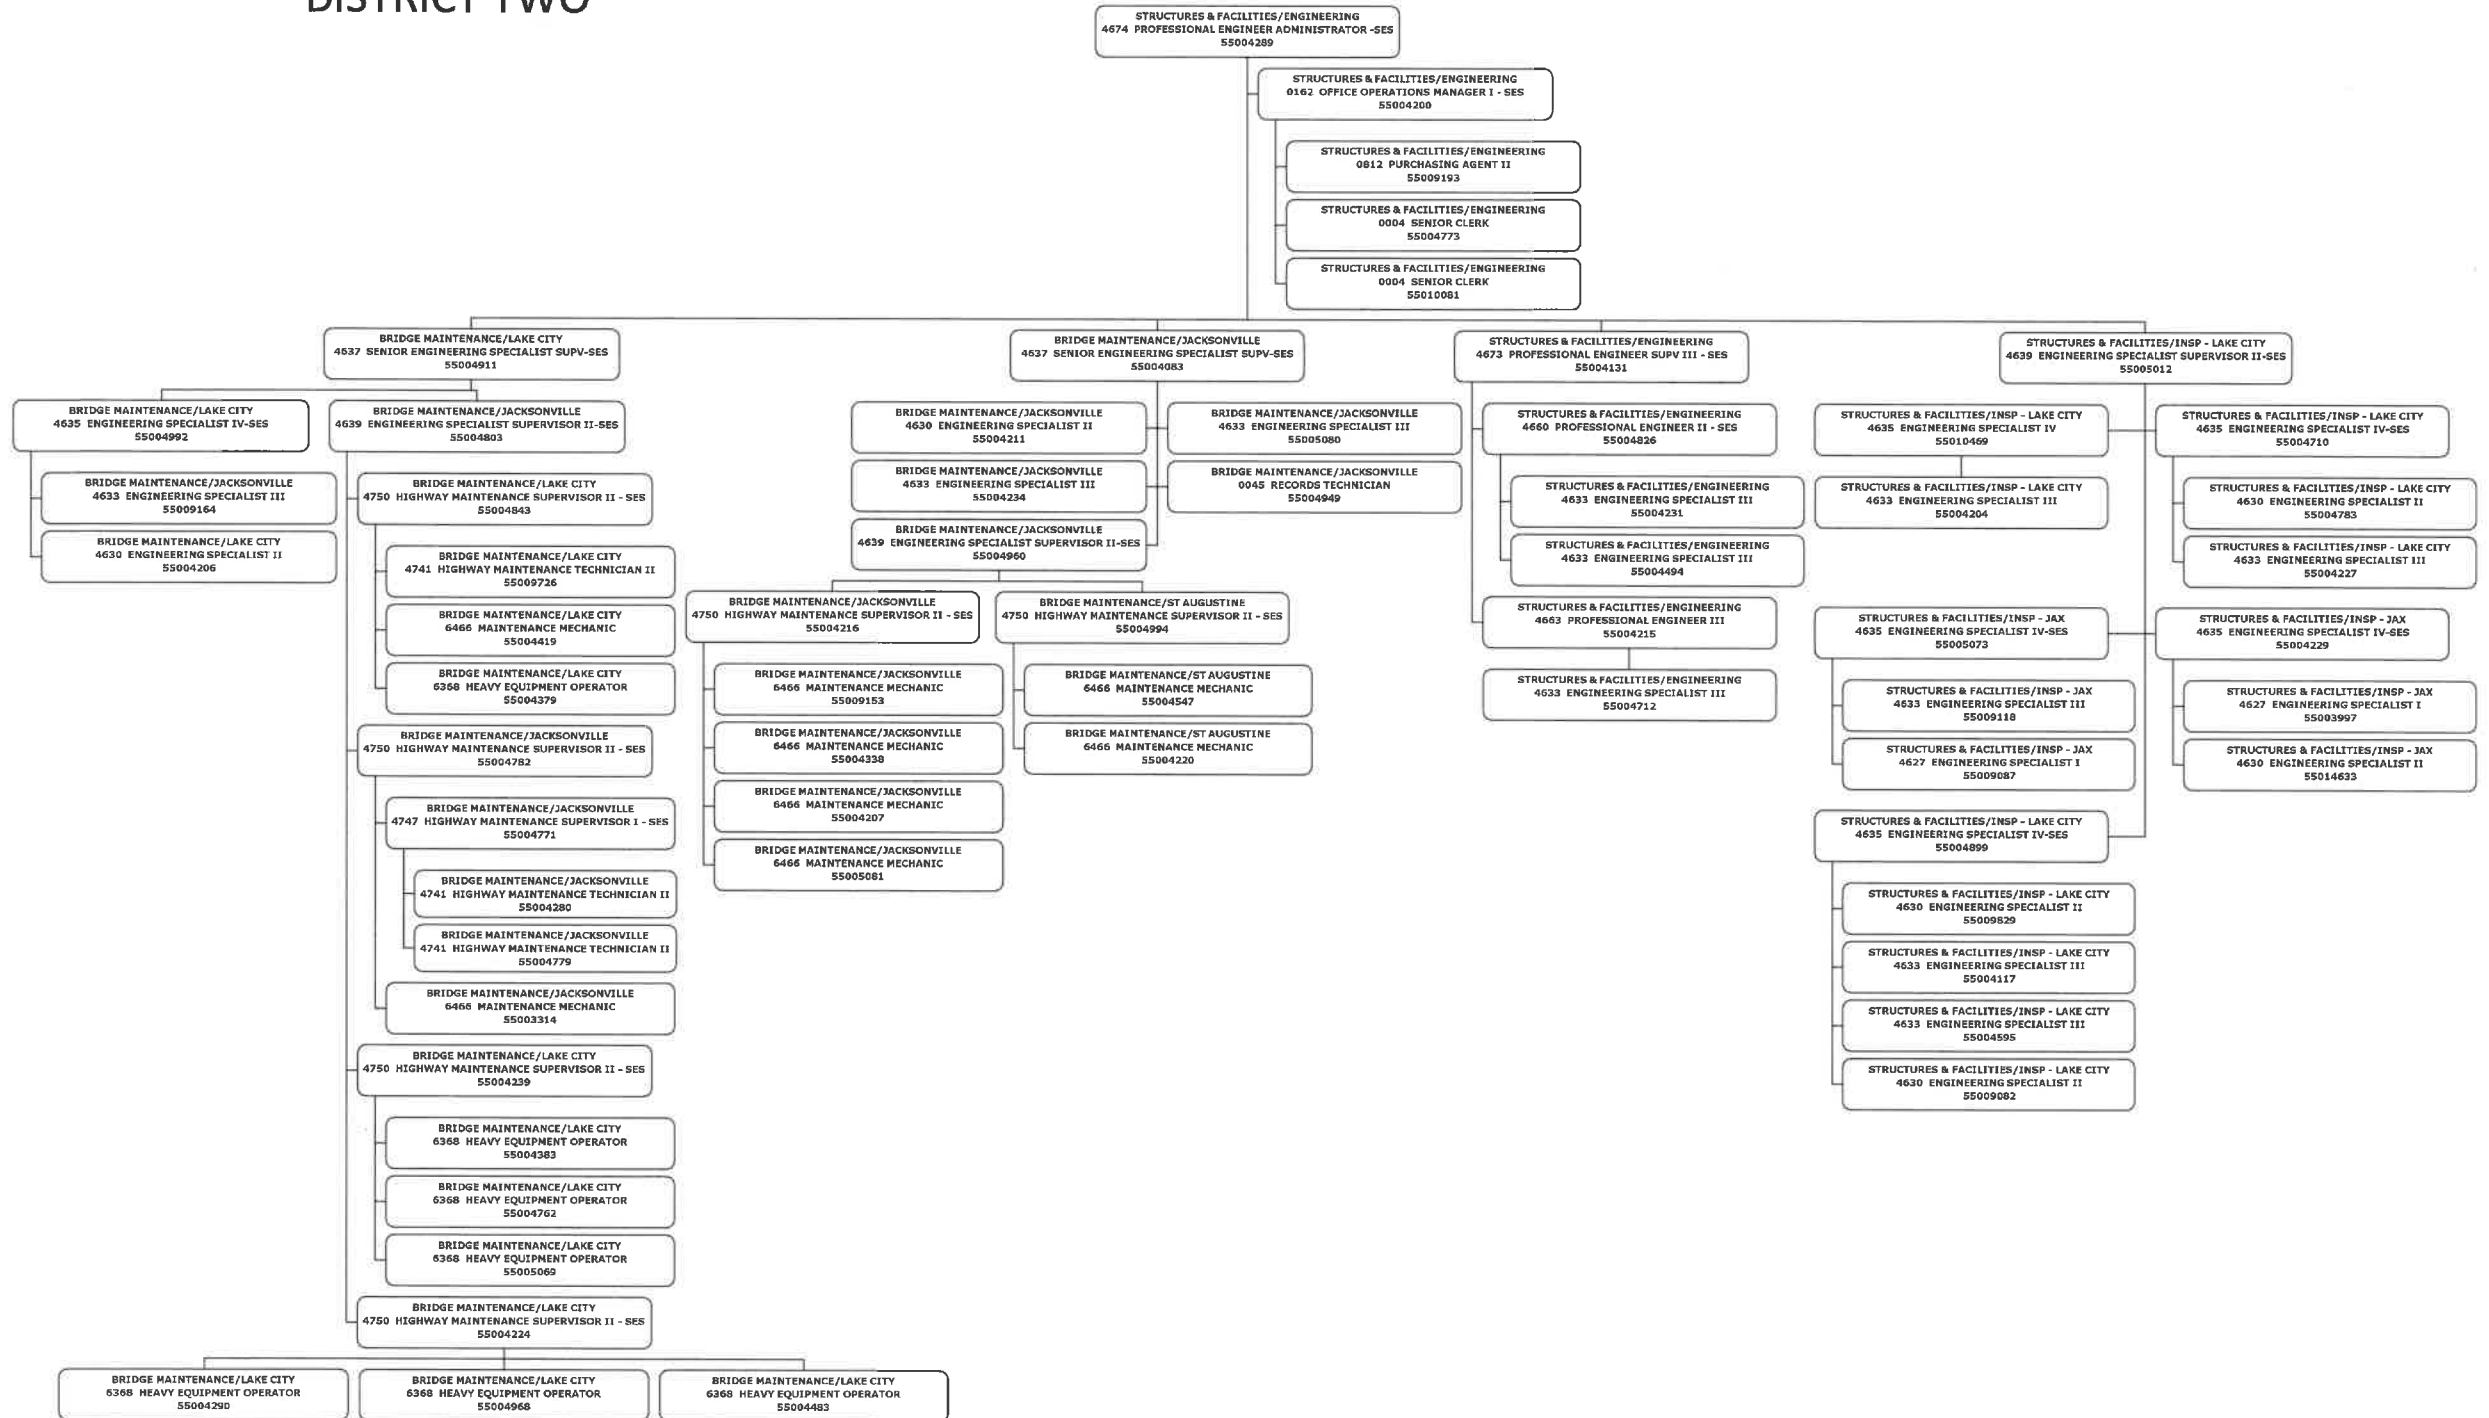 DISTRICT TWO
STRUCTURES & FACILITIES/ENGINEERING
4674 PROFESSIONAL ENGINEER ADMINISTRATOR -SES
55004289
STRUCTURES & FACILITIES/ENGINEERING
0162 OFFICE OPERATIONS MANAGER I - SES
55004200
STRUCTURES & FACILITIES/ENGINEERING
0812 PURCHASING AGENT II
55009193
STRUCTURES & FACILITIES/ENGINEERING
0004 SENIOR CLERK
55004773
STRUCTURES & FACILITIES/ENGINEERING
0004 SENIOR CLERK
55010081
BRIDGE MAINTENANCE/LAKE CITY
4637 SENIOR ENGINEERING SPECIALIST SUPV-SES
55004911
BRIDGE MAINTENANCE/LAKE CITY
4635 ENGINEERING SPECIALIST IV-SES
55004992
BRIDGE MAINTENANCE/JACKSONVILLE
4633 ENGINEERING SPECIALIST III
55009164
BRIDGE MAINTENANCE/LAKE CITY
4630 ENGINEERING SPECIALIST II
55004206
BRIDGE MAINTENANCE/JACKSONVILLE
4639 ENGINEERING SPECIALIST SUPERVISOR II-SES
55004803
BRIDGE MAINTENANCE/LAKE CITY
4750 HIGHWAY MAINTENANCE SUPERVISOR II - SES
55004843
BRIDGE MAINTENANCE/LAKE CITY
4741 HIGHWAY MAINTENANCE TECHNICIAN II
55009726
BRIDGE MAINTENANCE/LAKE CITY
6466 MAINTENANCE MECHANIC
55004419
BRIDGE MAINTENANCE/LAKE CITY
6368 HEAVY EQUIPMENT OPERATOR
55004379
BRIDGE MAINTENANCE/JACKSONVILLE
4750 HIGHWAY MAINTENANCE SUPERVISOR II - SES
55004782
BRIDGE MAINTENANCE/JACKSONVILLE
4747 HIGHWAY MAINTENANCE SUPERVISOR I - SES
55004771
BRIDGE MAINTENANCE/JACKSONVILLE
4741 HIGHWAY MAINTENANCE TECHNICIAN II
55004280
BRIDGE MAINTENANCE/JACKSONVILLE
4741 HIGHWAY MAINTENANCE TECHNICIAN II
55004779
BRIDGE MAINTENANCE/JACKSONVILLE
6466 MAINTENANCE MECHANIC
55003314
BRIDGE MAINTENANCE/LAKE CITY
4750 HIGHWAY MAINTENANCE SUPERVISOR II - SES
55004239
BRIDGE MAINTENANCE/LAKE CITY
6368 HEAVY EQUIPMENT OPERATOR
55004383
BRIDGE MAINTENANCE/LAKE CITY
6368 HEAVY EQUIPMENT OPERATOR
55004762
BRIDGE MAINTENANCE/LAKE CITY
6368 HEAVY EQUIPMENT OPERATOR
55005069
BRIDGE MAINTENANCE/LAKE CITY
4750 HIGHWAY MAINTENANCE SUPERVISOR II - SES
55004224
BRIDGE MAINTENANCE/LAKE CITY
6368 HEAVY EQUIPMENT OPERATOR
55004290
BRIDGE MAINTENANCE/LAKE CITY
6368 HEAVY EQUIPMENT OPERATOR
55004968
BRIDGE MAINTENANCE/LAKE CITY
6368 HEAVY EQUIPMENT OPERATOR
55004483
BRIDGE MAINTENANCE/JACKSONVILLE
4637 SENIOR ENGINEERING SPECIALIST SUPV-SES
55004083
BRIDGE MAINTENANCE/JACKSONVILLE
4630 ENGINEERING SPECIALIST II
55004211
BRIDGE MAINTENANCE/JACKSONVILLE
4633 ENGINEERING SPECIALIST III
55005080
BRIDGE MAINTENANCE/JACKSONVILLE
4633 ENGINEERING SPECIALIST III
55004234
BRIDGE MAINTENANCE/JACKSONVILLE
0045 RECORDS TECHNICIAN
55004949
BRIDGE MAINTENANCE/JACKSONVILLE
4639 ENGINEERING SPECIALIST SUPERVISOR II-SES
55004960
BRIDGE MAINTENANCE/JACKSONVILLE
4750 HIGHWAY MAINTENANCE SUPERVISOR II - SES
55004216
BRIDGE MAINTENANCE/JACKSONVILLE
6466 MAINTENANCE MECHANIC
55009153
BRIDGE MAINTENANCE/JACKSONVILLE
6466 MAINTENANCE MECHANIC
55004338
BRIDGE MAINTENANCE/JACKSONVILLE
6466 MAINTENANCE MECHANIC
55004207
BRIDGE MAINTENANCE/JACKSONVILLE
6466 MAINTENANCE MECHANIC
55005081
BRIDGE MAINTENANCE/ST AUGUSTINE
4750 HIGHWAY MAINTENANCE SUPERVISOR II - SES
55004994
BRIDGE MAINTENANCE/ST AUGUSTINE
6466 MAINTENANCE MECHANIC
55004547
BRIDGE MAINTENANCE/ST AUGUSTINE
6466 MAINTENANCE MECHANIC
55004220
STRUCTURES & FACILITIES/ENGINEERING
4673 PROFESSIONAL ENGINEER SUPV III - SES
55004131
STRUCTURES & FACILITIES/ENGINEERING
4660 PROFESSIONAL ENGINEER II - SES
55004826
STRUCTURES & FACILITIES/ENGINEERING
4633 ENGINEERING SPECIALIST III
55004231
STRUCTURES & FACILITIES/ENGINEERING
4633 ENGINEERING SPECIALIST III
55004494
STRUCTURES & FACILITIES/ENGINEERING
4663 PROFESSIONAL ENGINEER III
55004215
STRUCTURES & FACILITIES/ENGINEERING
4633 ENGINEERING SPECIALIST III
55004712
STRUCTURES & FACILITIES/INSP - LAKE CITY
4639 ENGINEERING SPECIALIST SUPERVISOR II-SES
55005012
STRUCTURES & FACILITIES/INSP - LAKE CITY
4635 ENGINEERING SPECIALIST IV
55010469
STRUCTURES & FACILITIES/INSP - LAKE CITY
4633 ENGINEERING SPECIALIST III
55004204
STRUCTURES & FACILITIES/INSP - LAKE CITY
4635 ENGINEERING SPECIALIST IV-SES
55004710
STRUCTURES & FACILITIES/INSP - LAKE CITY
4630 ENGINEERING SPECIALIST II
55004783
STRUCTURES & FACILITIES/INSP - LAKE CITY
4633 ENGINEERING SPECIALIST III
55004227
STRUCTURES & FACILITIES/INSP - JAX
4635 ENGINEERING SPECIALIST IV-SES
55005073
STRUCTURES & FACILITIES/INSP - JAX
4633 ENGINEERING SPECIALIST III
55009118
STRUCTURES & FACILITIES/INSP - JAX
4627 ENGINEERING SPECIALIST I
55009087
STRUCTURES & FACILITIES/INSP - JAX
4635 ENGINEERING SPECIALIST IV-SES
55004229
STRUCTURES & FACILITIES/INSP - JAX
4627 ENGINEERING SPECIALIST I
55003997
STRUCTURES & FACILITIES/INSP - JAX
4630 ENGINEERING SPECIALIST II
55014633
STRUCTURES & FACILITIES/INSP - LAKE CITY
4635 ENGINEERING SPECIALIST IV-SES
55004899
STRUCTURES & FACILITIES/INSP - LAKE CITY
4630 ENGINEERING SPECIALIST II
55009829
STRUCTURES & FACILITIES/INSP - LAKE CITY
4633 ENGINEERING SPECIALIST III
55004117
STRUCTURES & FACILITIES/INSP - LAKE CITY
4633 ENGINEERING SPECIALIST III
55004595
STRUCTURES & FACILITIES/INSP - LAKE CITY
4630 ENGINEERING SPECIALIST II
55009082